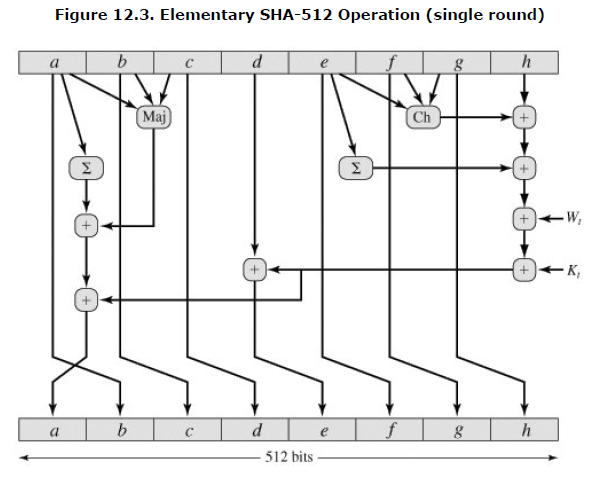 Figure 12.3. Elementary SHA-512 Operation (single round)
a b c d e f g h
Maj Ch +
Σ Σ +
+ + Wt
+ + Kt
+
a b c d e f g h
512 bits